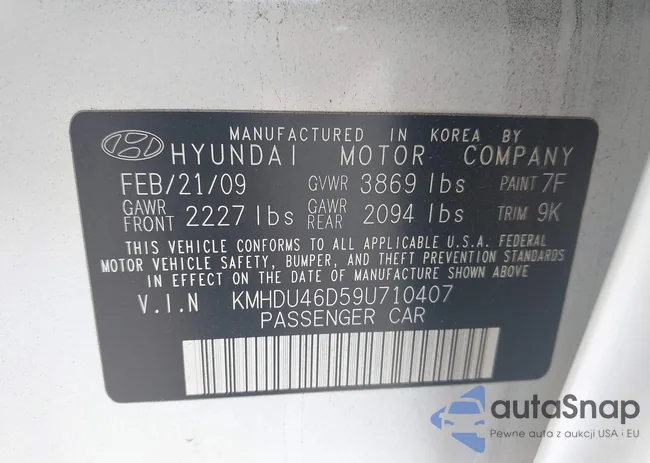 MANUFACTURED IN KOREA BY
HYUNDAI MOTOR COMPANY
FEB/21/09 GVWR 3869 lbs PAINT 7F
GAWR FRONT 2227 lbs GAWR REAR 2094 lbs TRIM 9K
THIS VEHICLE CONFORMS TO ALL APPLICABLE U.S.A. FEDERAL
MOTOR VEHICLE SAFETY, BUMPER, AND THEFT PREVENTION
STANDARDS IN EFFECT ON THE DATE OF MANUFACTURE SHOWN ABOVE
V.I.N KMHDU46D59U710407
PASSENGER CAR
autaSnap
Pewne auta z aukcji USA i EU